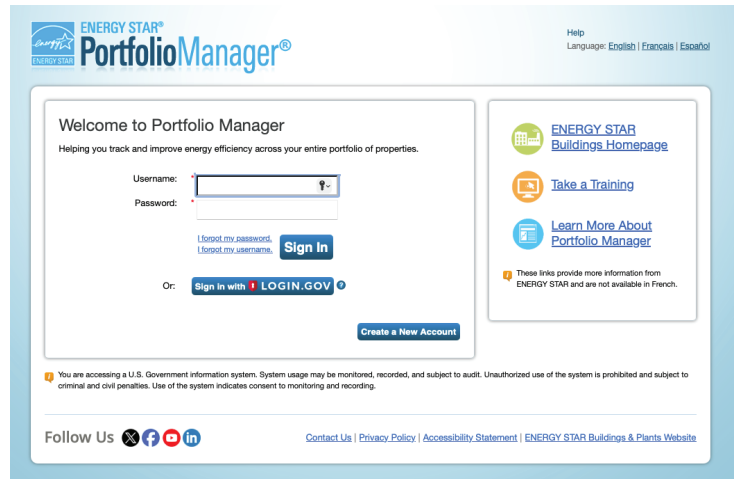 ENERGY STAR®
PortfolioManager®
energy
ENERGY STAR
Help
Language: English | Français | Español
Welcome to Portfolio Manager
Helping you track and improve energy efficiency across your entire portfolio of properties.
Username: *
Password: *
I forgot my password.
I forgot my username.
Sign In
Or: Sign in with LOGIN.GOV ?
Create a New Account
ENERGY STAR
Buildings Homepage
Take a Training
Learn More About
Portfolio Manager
These links provide more information from
ENERGY STAR and are not available in French.
You are accessing a U.S. Government information system. System usage may be monitored, recorded, and subject to audit. Unauthorized use of the system is prohibited and subject to
criminal and civil penalties. Use of the system indicates consent to monitoring and recording.
Follow Us
Contact Us | Privacy Policy | Accessibility Statement | ENERGY STAR Buildings & Plants Website